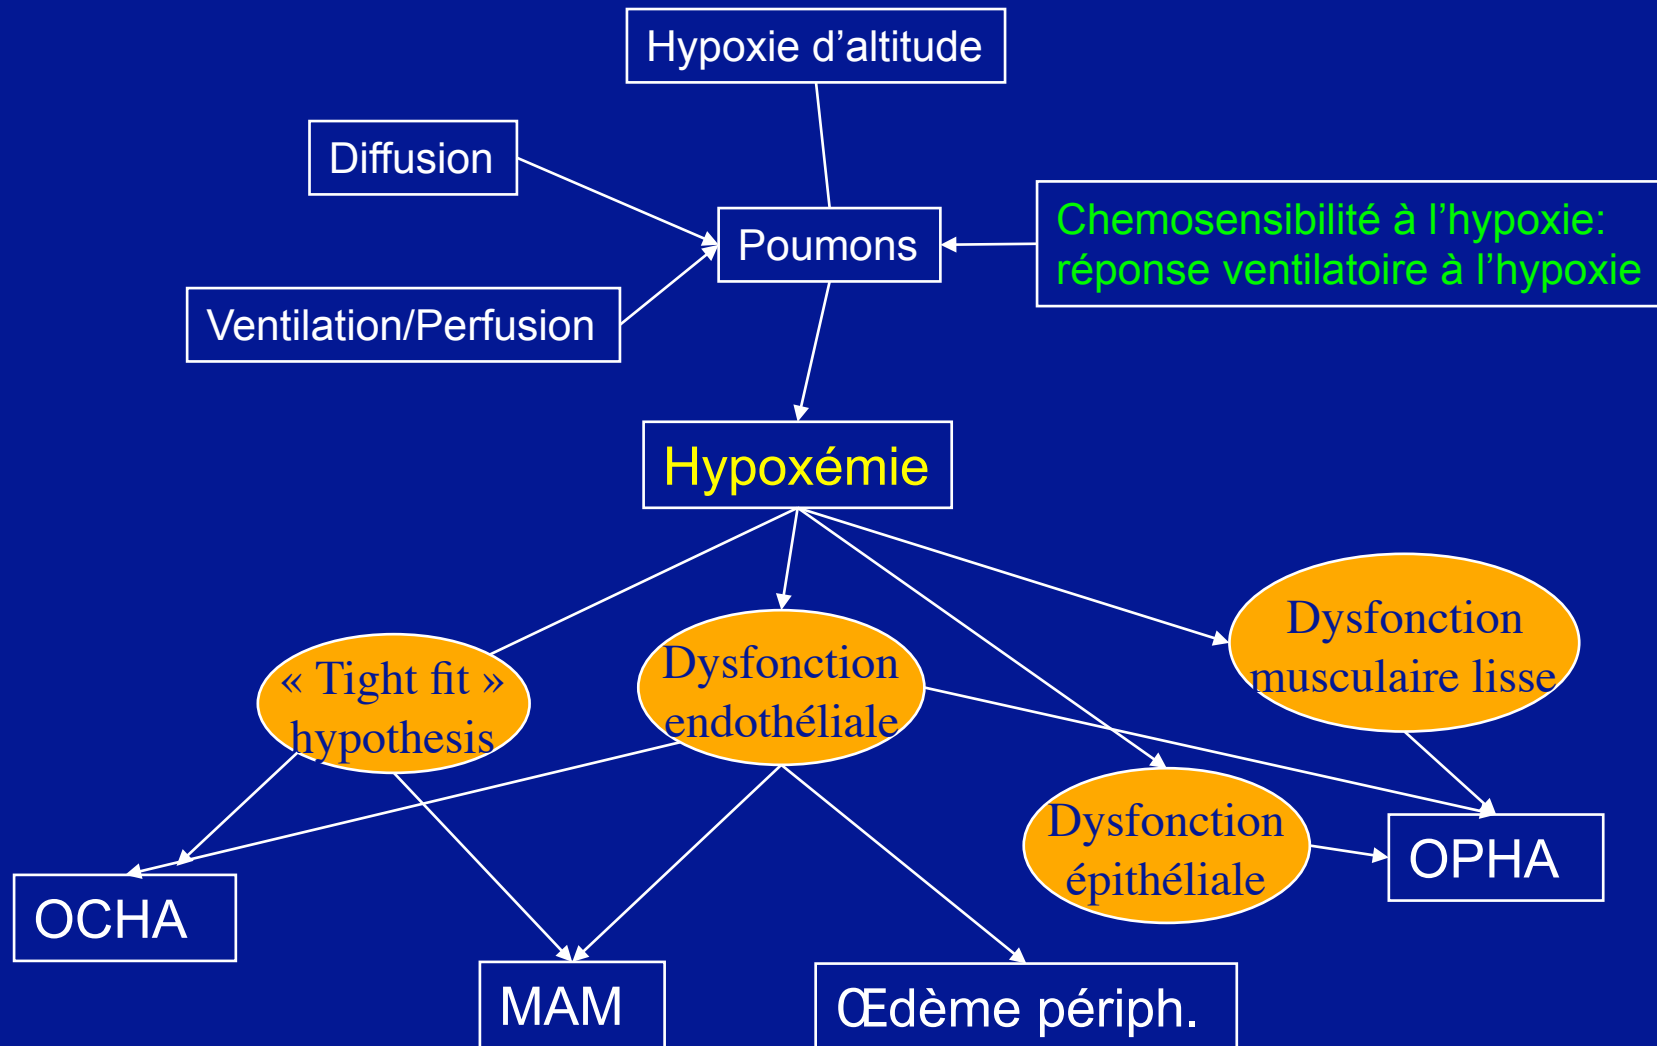 Hypoxie d’altitude
Diffusion
Chemosensibilité à l’hypoxie:
réponse ventilatoire à l’hypoxie
Poumons
Ventilation/Perfusion
Hypoxémie
« Tight fit »
hypothesis
Dysfonction
endothéliale
Dysfonction
musculaire lisse
Dysfonction
épithéliale
OPHA
OCHA
MAM
Œdème périph.